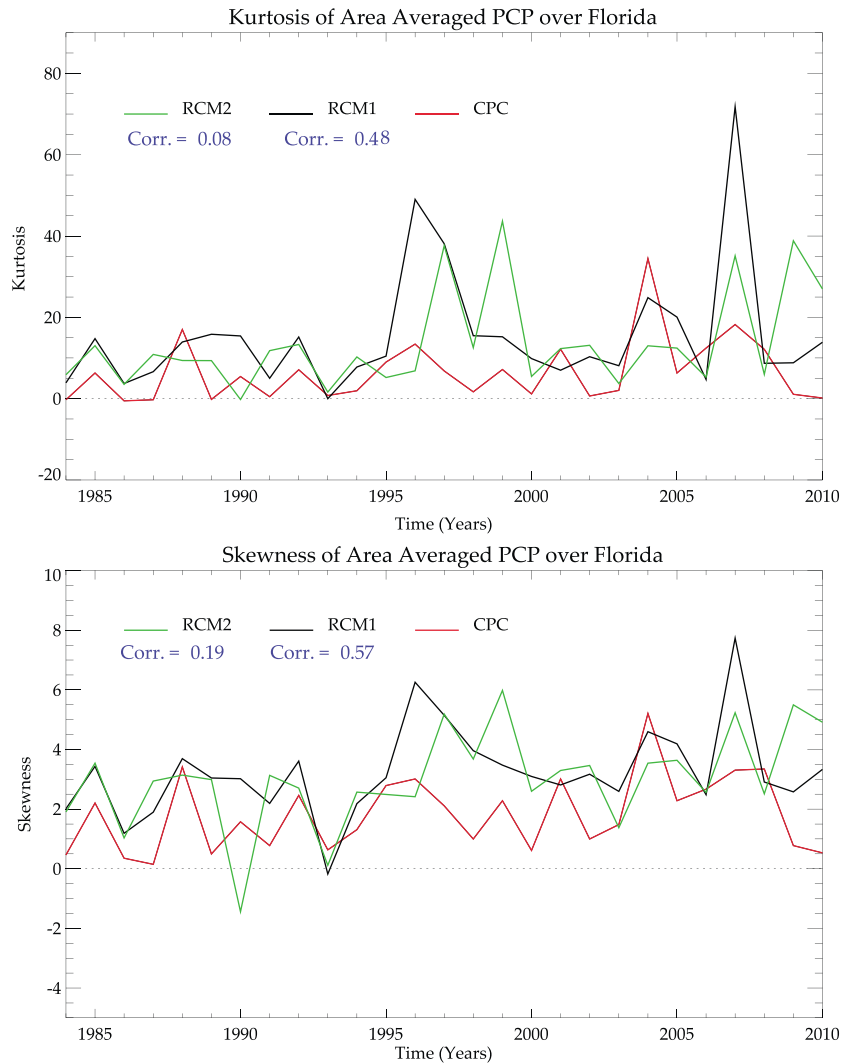 Kurtosis of Area Averaged PCP over Florida
80
RCM2 RCM1 CPC
Corr. = 0.08 Corr. = 0.48
60
Kurtosis
40
20
0
-20
1985 1990 1995 2000 2005 2010
Time (Years)
Skewness of Area Averaged PCP over Florida
10
8
RCM2 RCM1 CPC
Corr. = 0.19 Corr. = 0.57
6
4
Skewness
2
0
-2
-4
1985 1990 1995 2000 2005 2010
Time (Years)